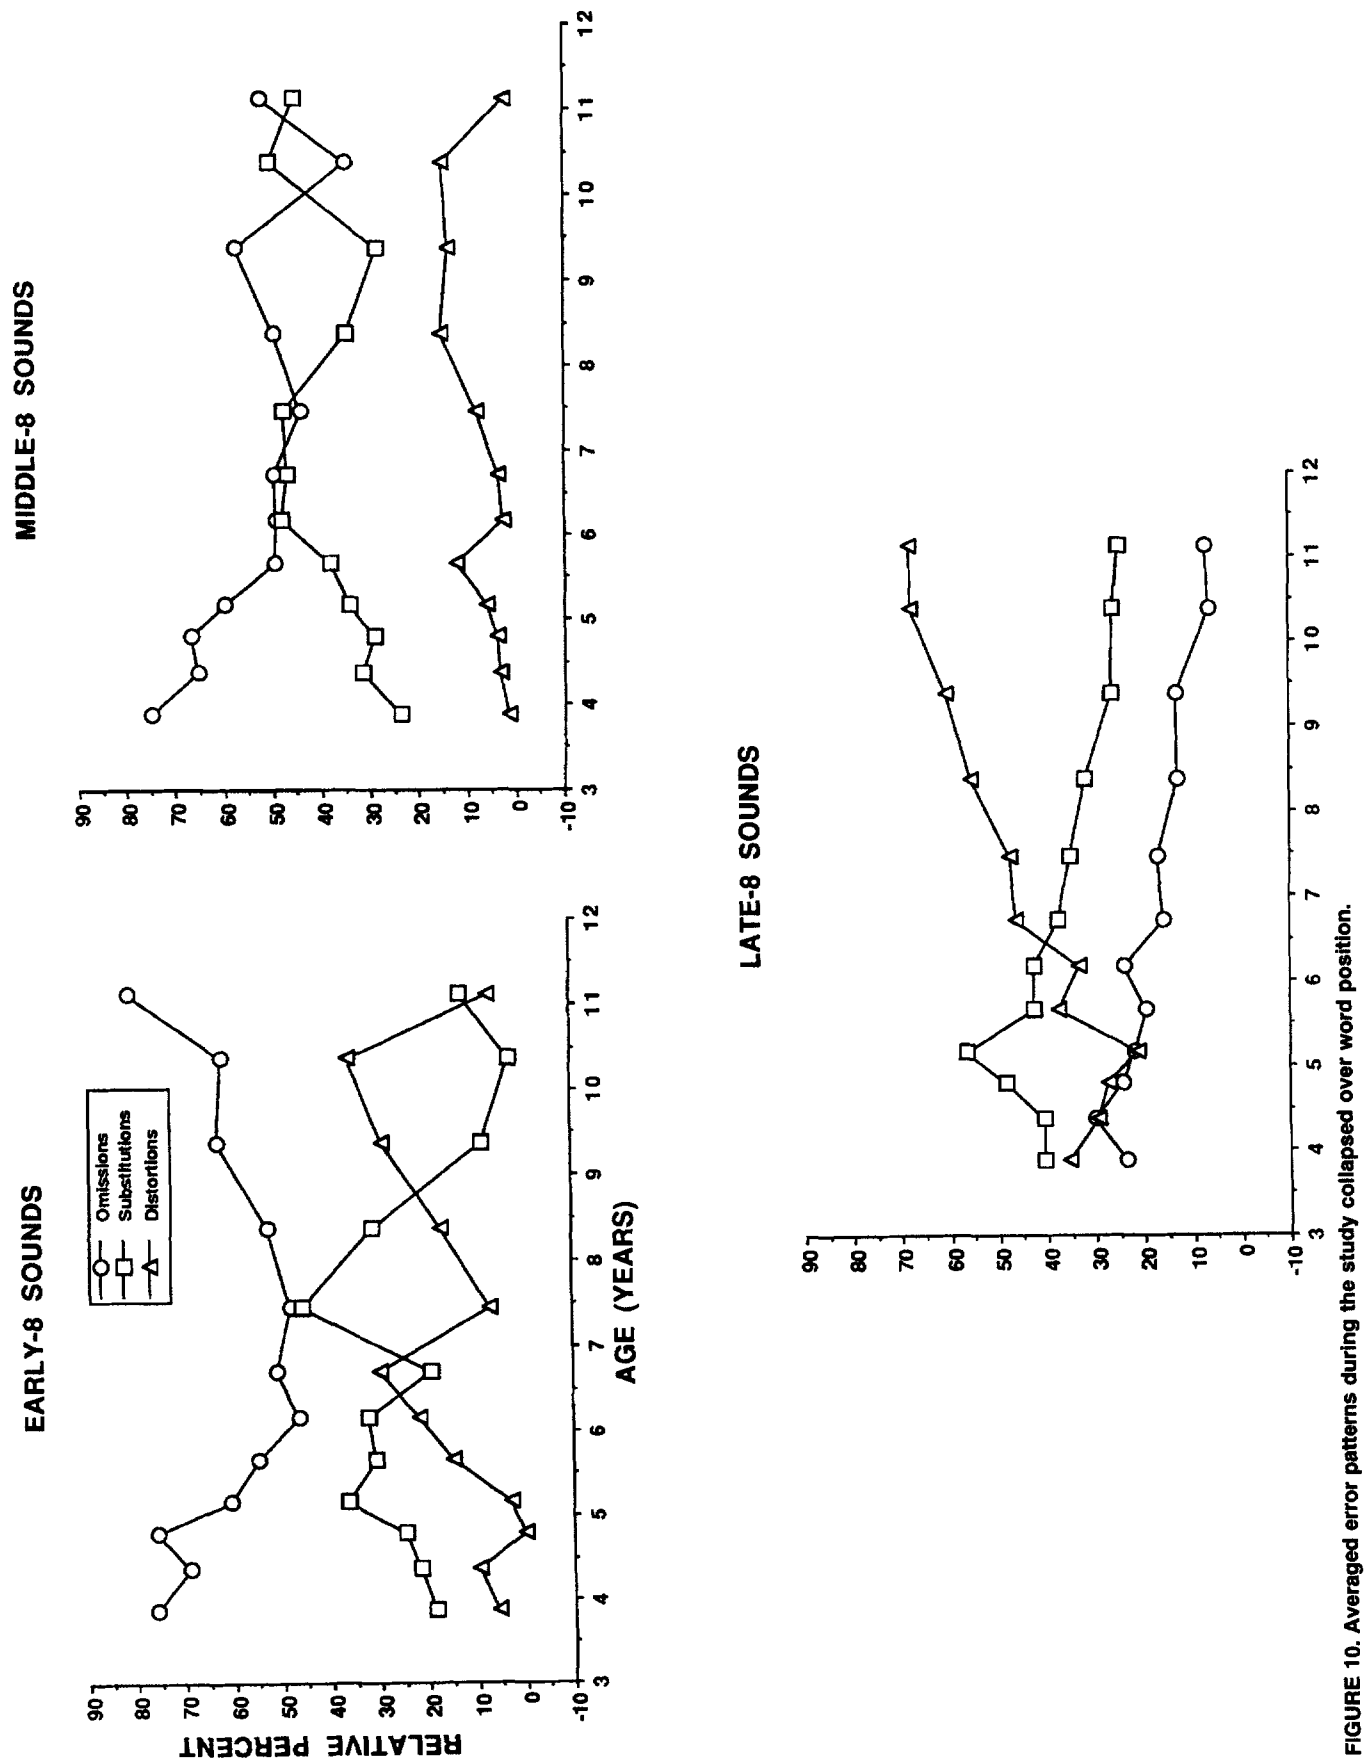 EARLY-8 SOUNDS
RELATIVE PERCENT
90
80
70
60
50
40
30
20
10
0
-10
Omissions
Substitutions
Distortions
3 4 5 6 7 8 9 10 11 12
AGE (YEARS)
MIDDLE-8 SOUNDS
90
80
70
60
50
40
30
20
10
0
-10
3 4 5 6 7 8 9 10 11 12
LATE-8 SOUNDS
90
80
70
60
50
40
30
20
10
0
-10
3 4 5 6 7 8 9 10 11 12
FIGURE 10. Averaged error patterns during the study collapsed over word position.